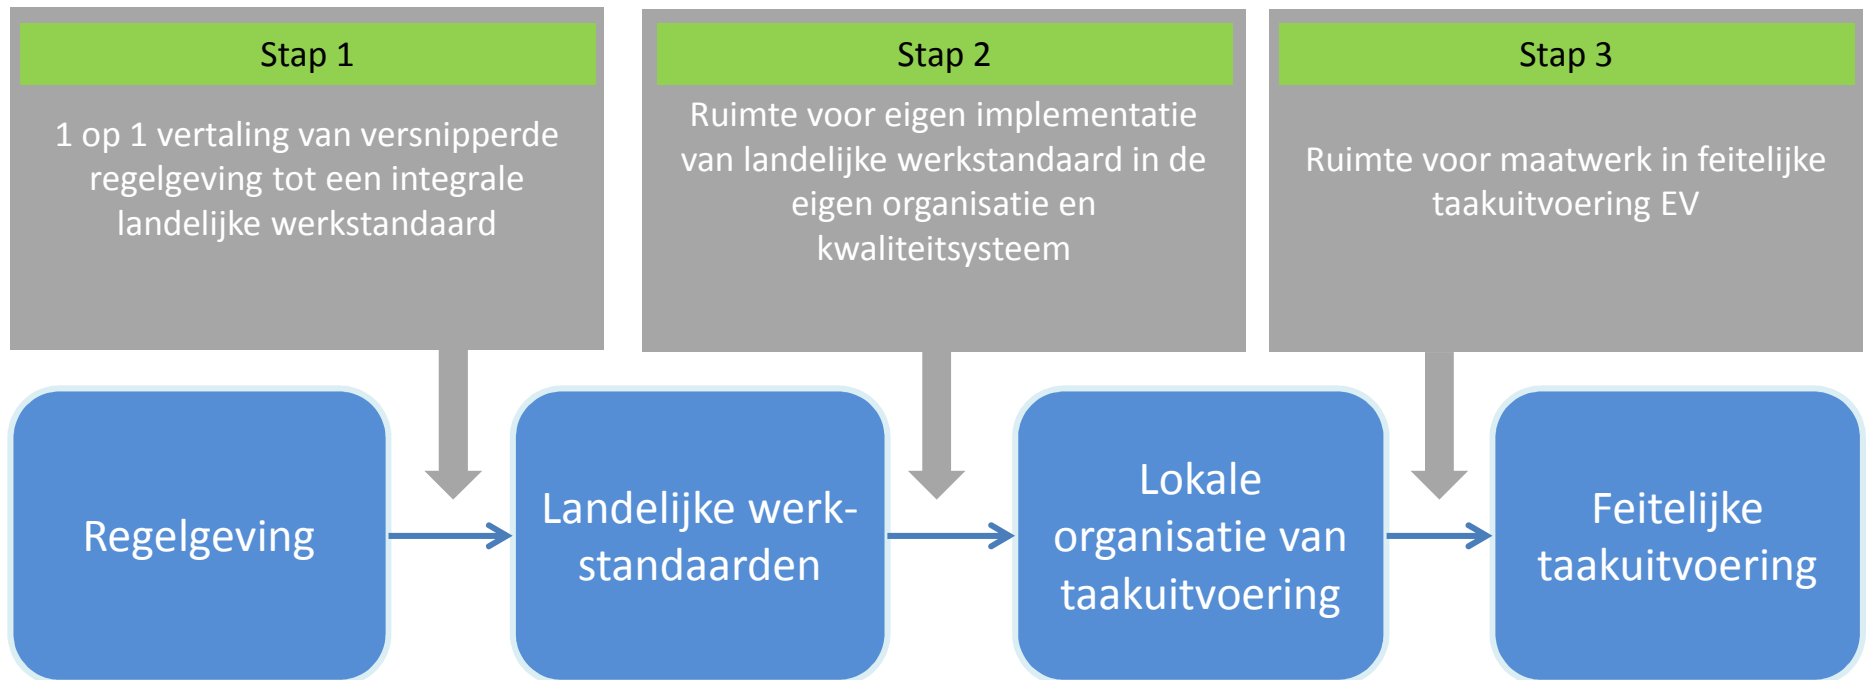 Stap 1
1 op 1 vertaling van versnipperde
regelgeving tot een integrale
landelijke werkstandaard
Stap 2
Ruimte voor eigen implementatie
van landelijke werkstandaard in de
eigen organisatie en
kwaliteitsysteem
Stap 3
Ruimte voor maatwerk in feitelijke
taakuitvoering EV
Regelgeving
Landelijke werk-
standaarden
Lokale
organisatie van
taakuitvoering
Feitelijke
taakuitvoering